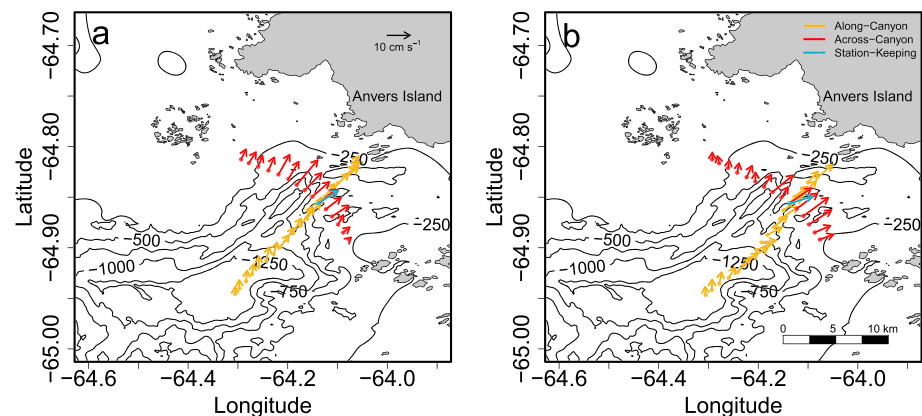 a
10 cm s⁻¹
Anvers Island
−250
−250
−500
−1000
−1250
−750
Latitude
−64.70
−64.80
−64.90
−65.00
−64.6
−64.4
−64.2
−64.0
Longitude
b
Along−Canyon
Across−Canyon
Station−Keeping
Anvers Island
−250
−250
−500
−1000
−1250
−750
0 5 10 km
Latitude
−64.70
−64.80
−64.90
−65.00
−64.6
−64.4
−64.2
−64.0
Longitude